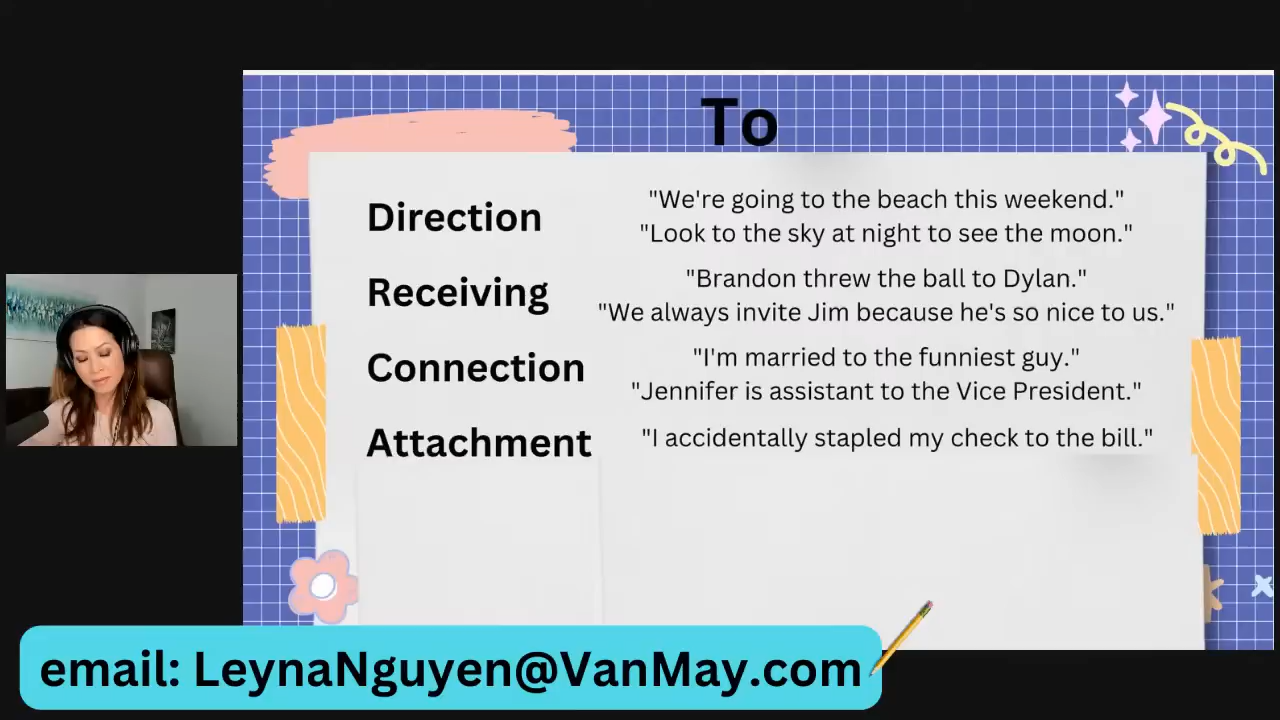 To
Direction
"We're going to the beach this weekend."
"Look to the sky at night to see the moon."
Receiving
"Brandon threw the ball to Dylan."
"We always invite Jim because he's so nice to us."
Connection
"I'm married to the funniest guy."
"Jennifer is assistant to the Vice President."
Attachment
"I accidentally stapled my check to the bill."
email: LeynaNguyen@VanMay.com